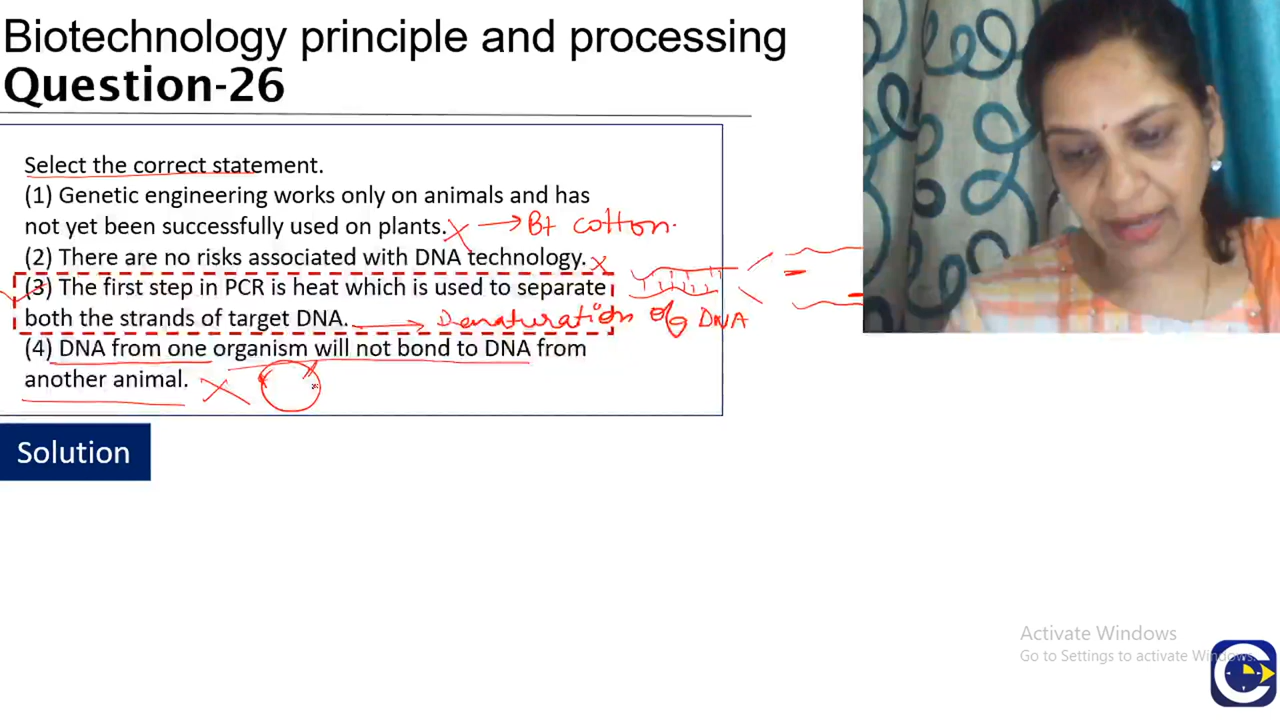 Biotechnology principle and processing
Question-26
Select the correct statement.
(1) Genetic engineering works only on animals and has
not yet been successfully used on plants. X → Bt cotton.
(2) There are no risks associated with DNA technology. X
(3) The first step in PCR is heat which is used to separate
both the strands of target DNA. → Denaturation of DNA
(4) DNA from one organism will not bond to DNA from
another animal. X
Solution
Activate Windows
Go to Settings to activate Windows.